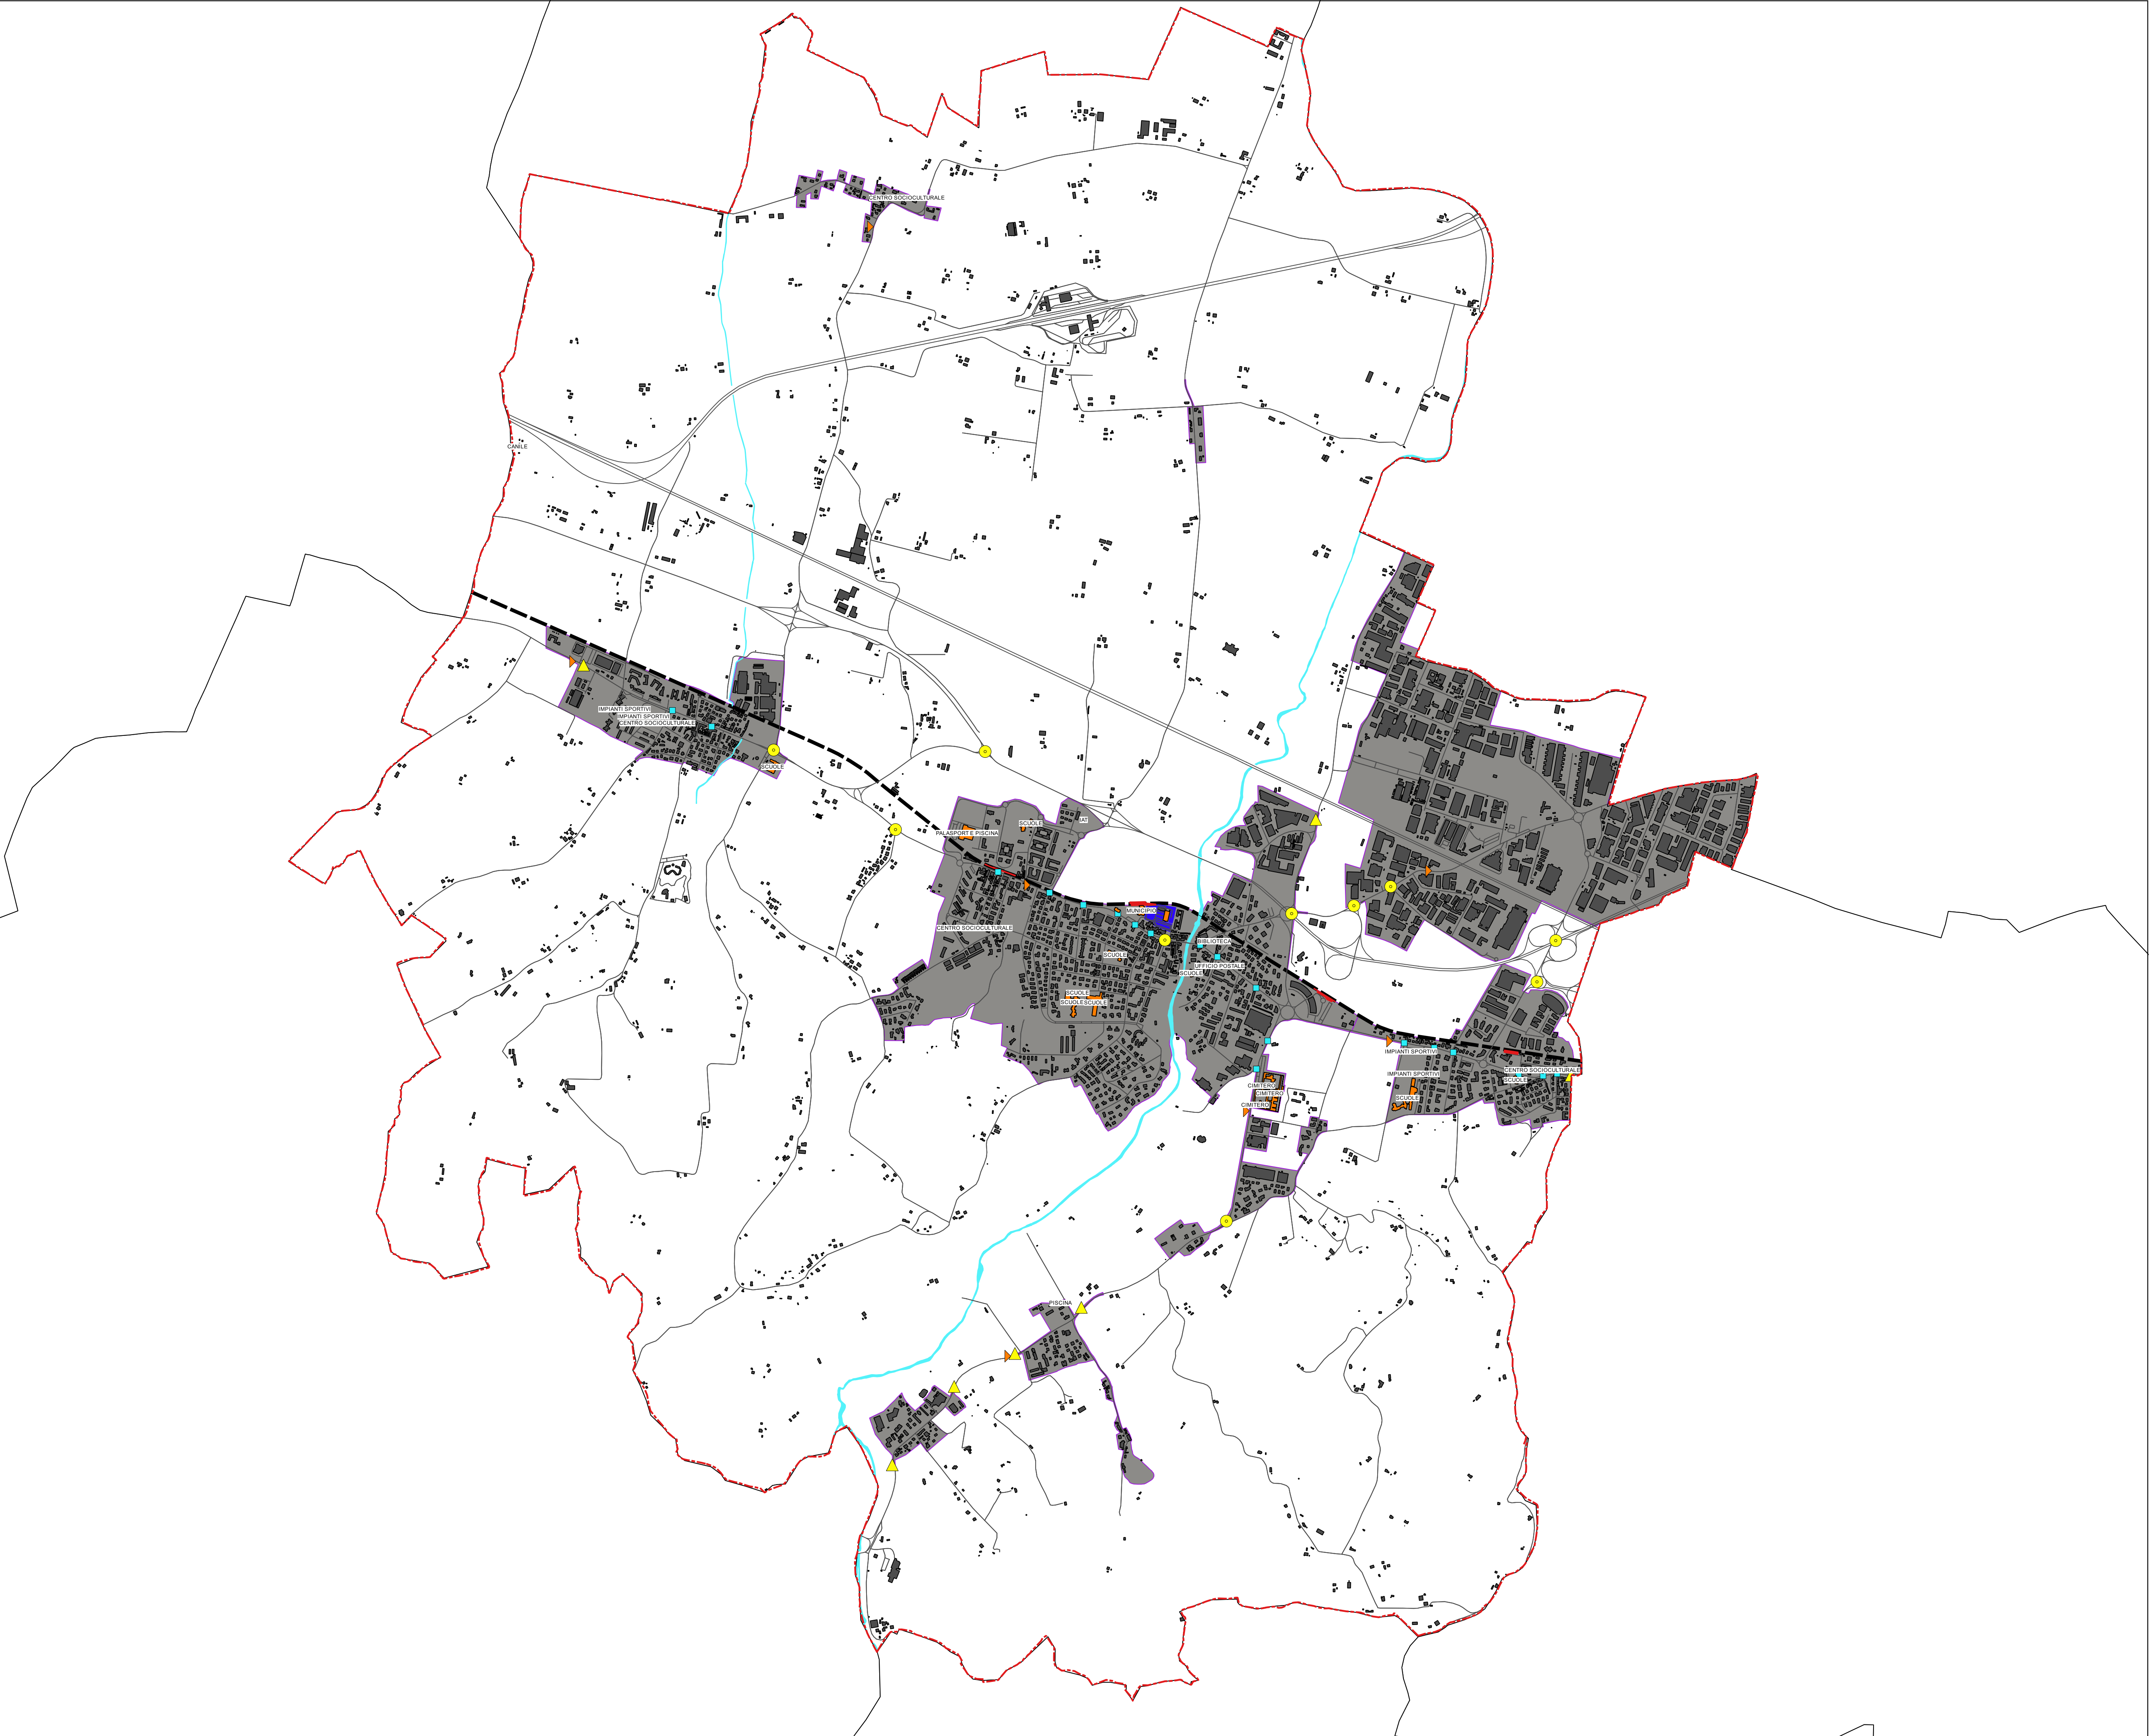 CENTRO SOCIOCULTURALE
CANILE
IMPIANTI SPORTIVI
IMPIANTI SPORTIVI
CENTRO SOCIOCULTURALE
SCUOLE
PALASPORT E PISCINA
SCUOLE
MUNICIPIO
CENTRO SOCIOCULTURALE
BIBLIOTECA
SCUOLE
UFFICIO POSTALE
SCUOLE
SCUOLE
SCUOLE
SCUOLE
IMPIANTI SPORTIVI
CENTRO SOCIOCULTURALE
IMPIANTI SPORTIVI
SCUOLE
CIMITERO
CIMITERO
SCUOLE
CIMITERO
PISCINA